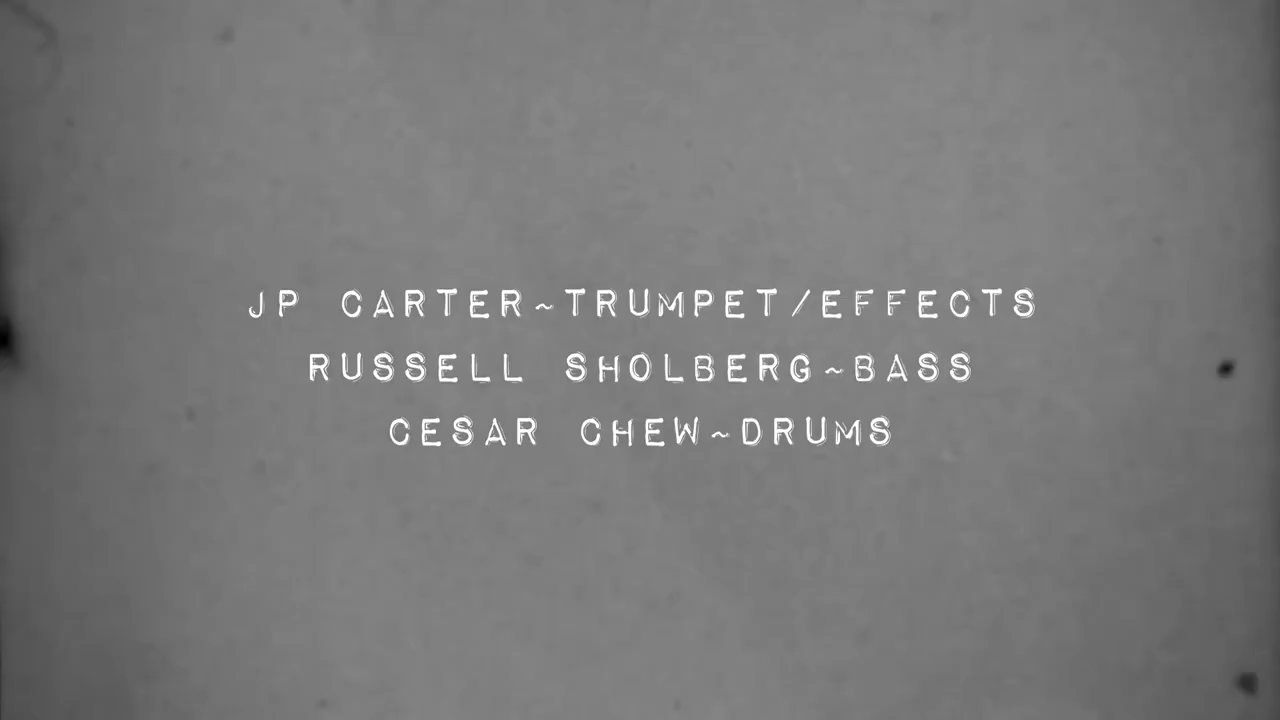 JP CARTER~TRUMPET/EFFECTS
RUSSELL SHOLBERG~BASS
CESAR CHEW~DRUMS